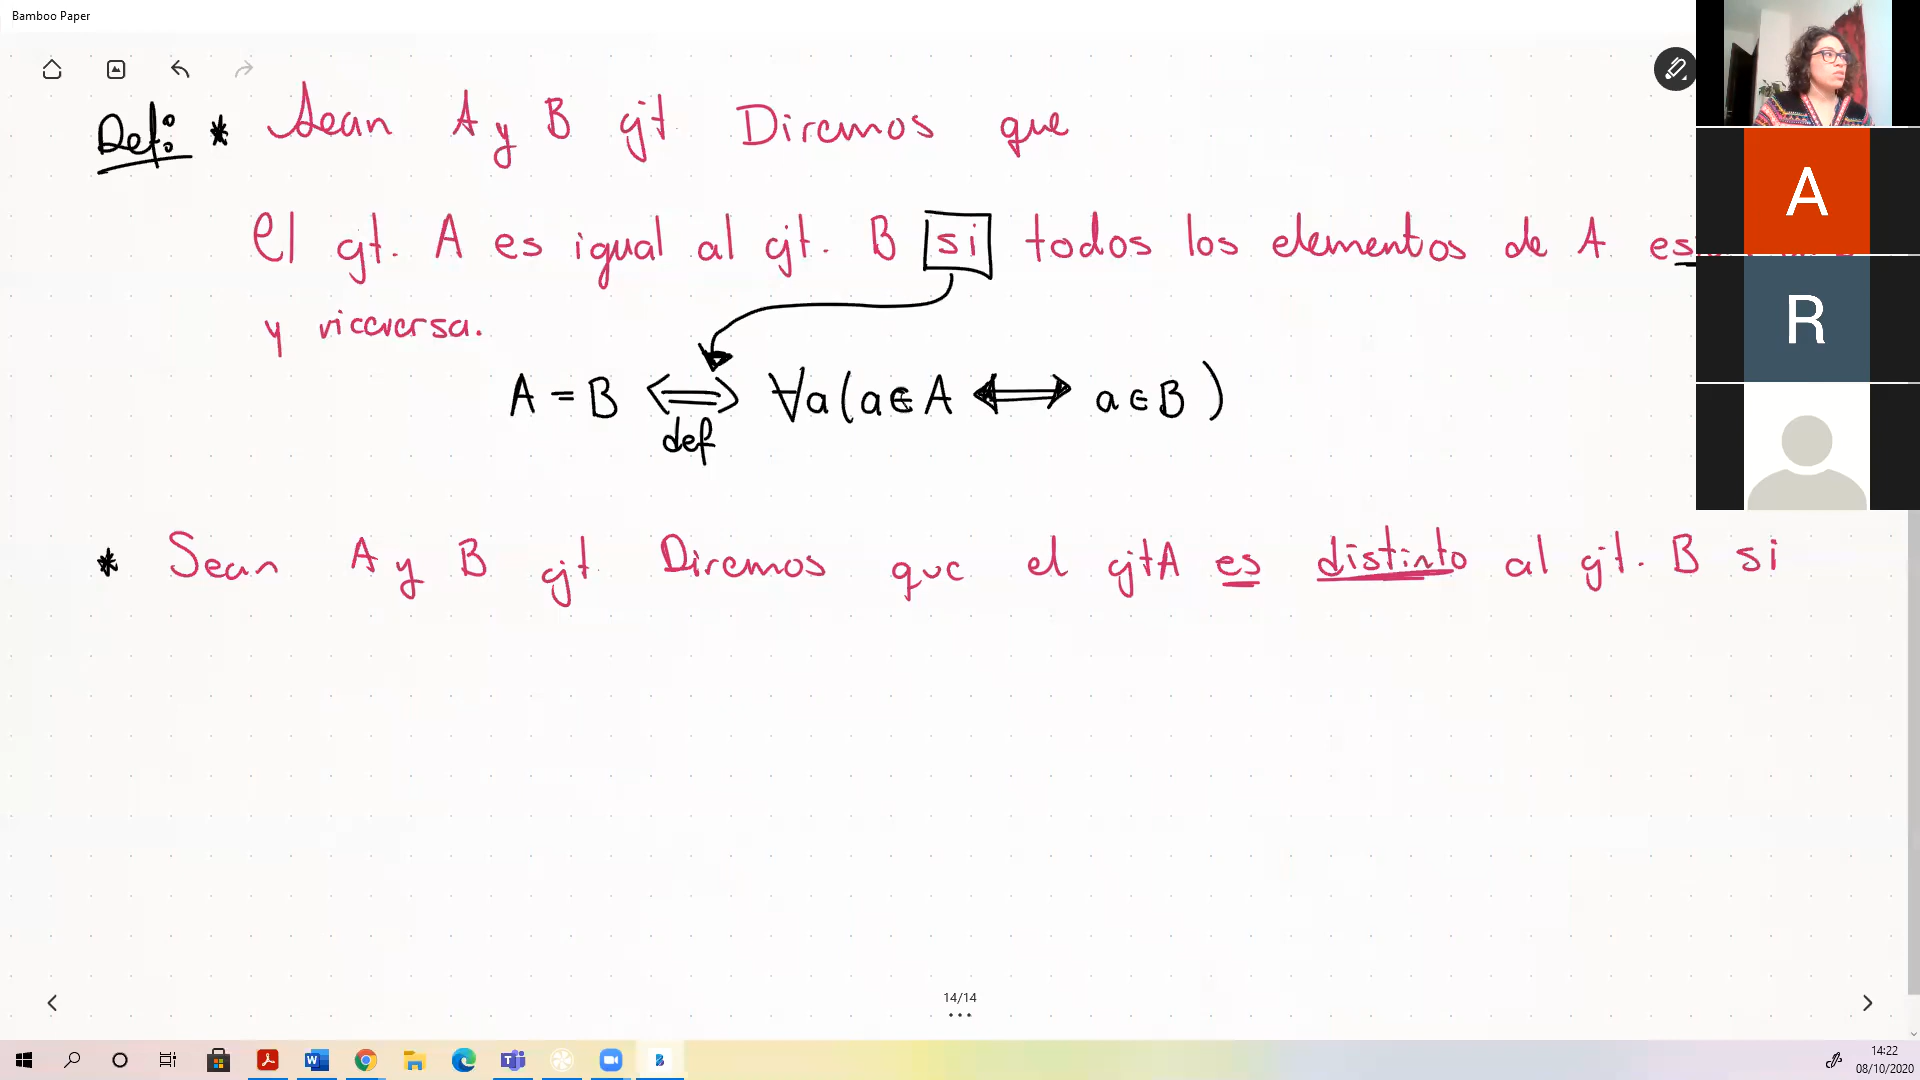 Bamboo Paper
Def: * Sean A y B cjt. Diremos que
El cjt. A es igual al cjt. B si todos los elementos de A es
y viceversa.
A = B ⟺ ∀a(a∈A ⟺ a∈B)
def
* Sean A y B cjt. Diremos que el cjt A es distinto al cjt. B si
A
R
14/14
14:22
08/10/2020